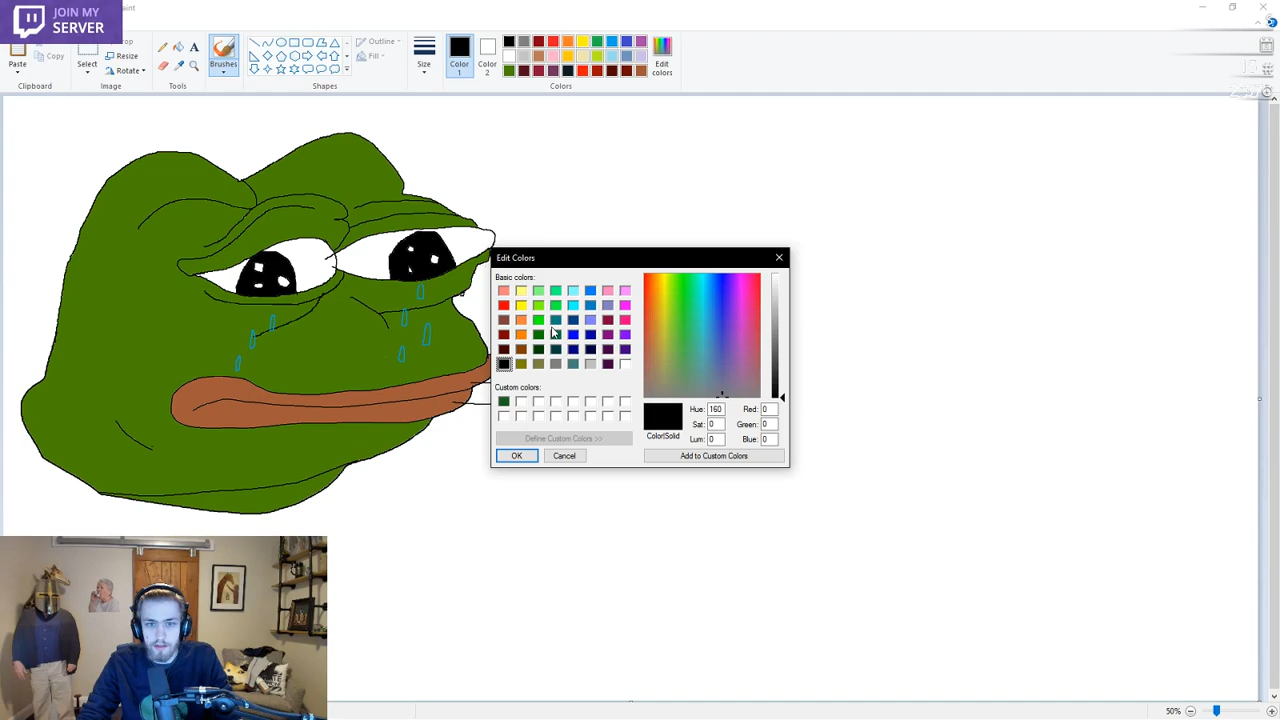 JOIN MY
SERVER
Paste
Copy
Clipboard
Select
Resize
Rotate
Image
A
Tools
Brushes
Shapes
Outline
Fill
Size
Color
1
Color
2
Edit
colors
Colors
Edit Colors
Basic colors:
Custom colors:
Define Custom Colors >>
OK
Cancel
Color|Solid
Hue: 160
Sat: 0
Lum: 0
Red: 0
Green: 0
Blue: 0
Add to Custom Colors
50%